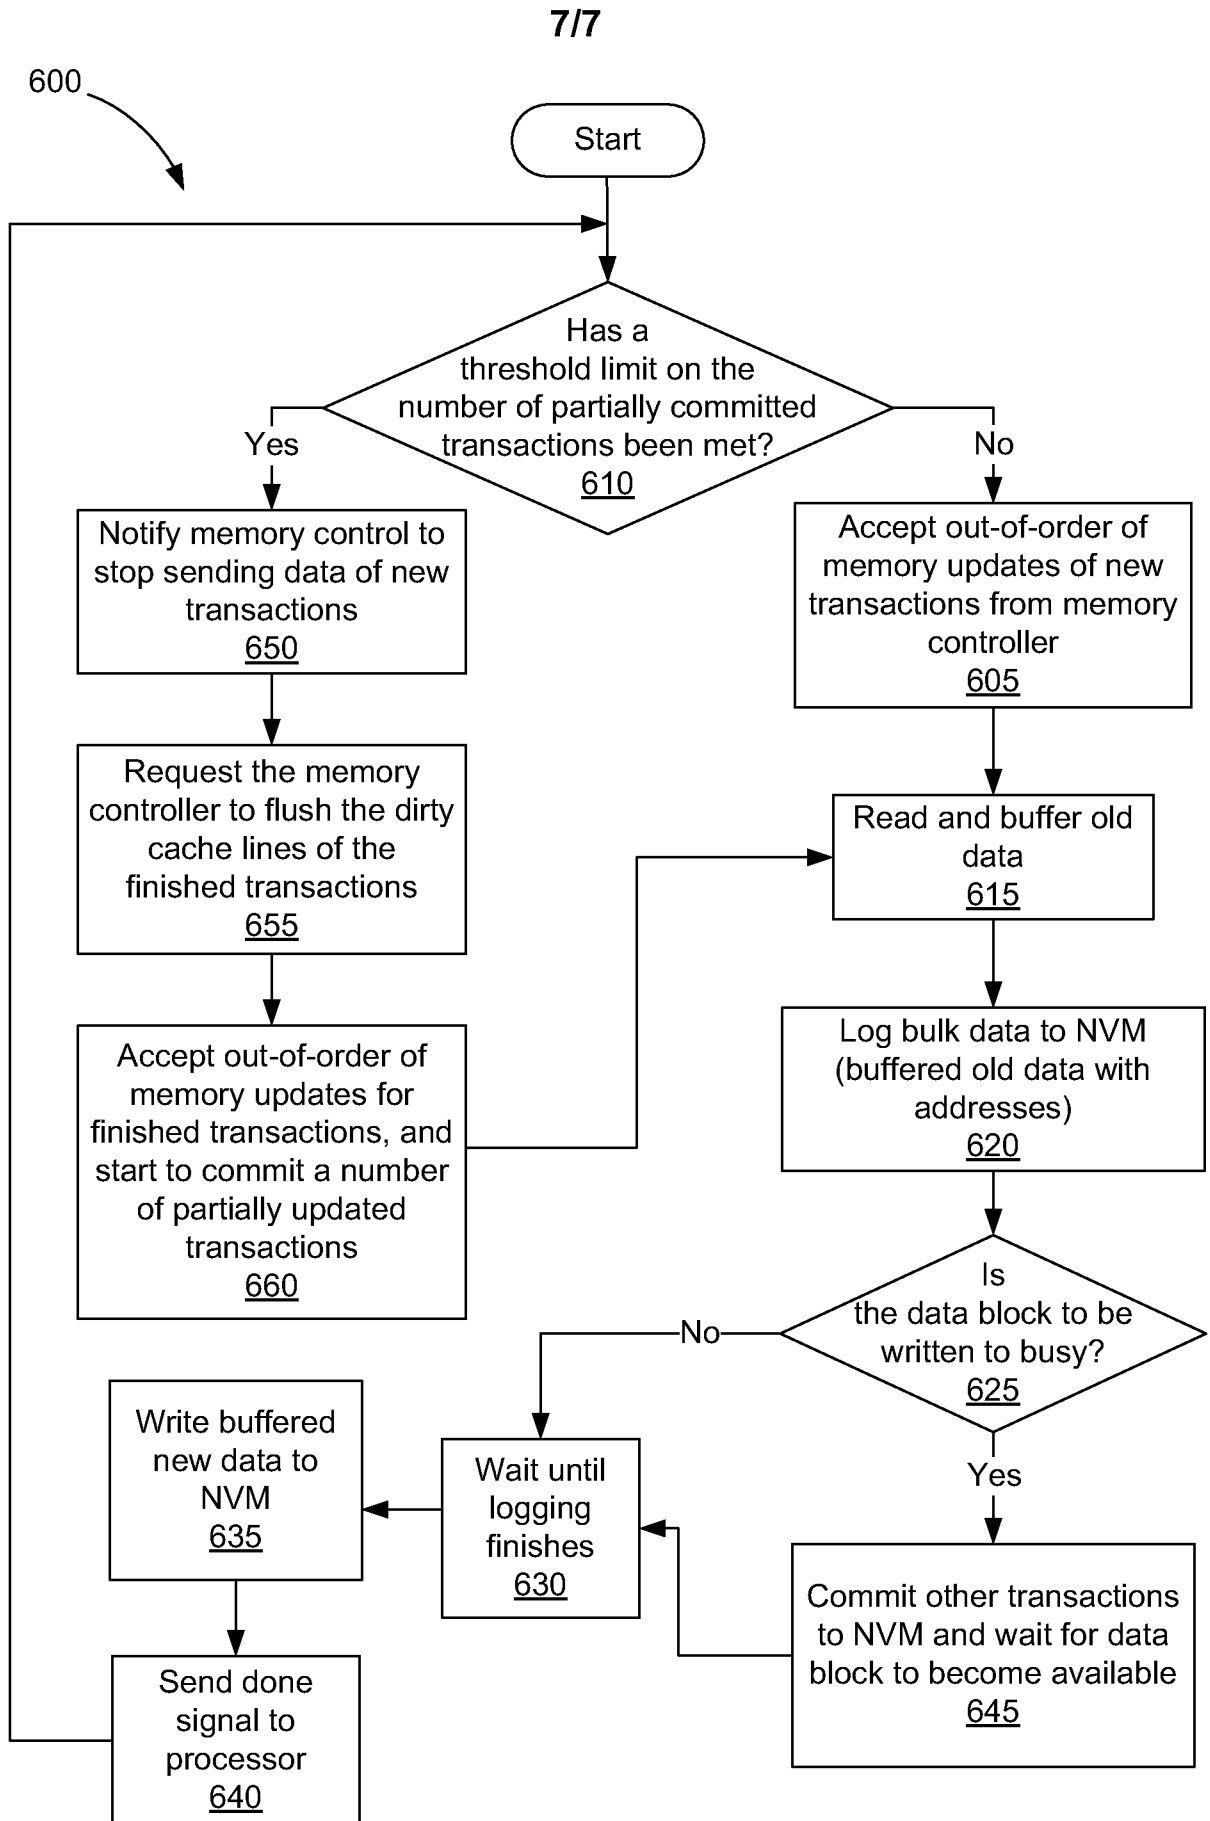 7/7
600
Start
Has a
threshold limit on the
number of partially committed
transactions been met?
610
Yes
No
Notify memory control to
stop sending data of new
transactions
650
Accept out-of-order of
memory updates of new
transactions from memory
controller
605
Request the memory
controller to flush the dirty
cache lines of the
finished transactions
655
Read and buffer old
data
615
Accept out-of-order of
memory updates for
finished transactions, and
start to commit a number
of partially updated
transactions
660
Log bulk data to NVM
(buffered old data with
addresses)
620
Is
the data block to be
written to busy?
625
No
Yes
Write buffered
new data to
NVM
635
Wait until
logging
finishes
630
Commit other transactions
to NVM and wait for data
block to become available
645
Send done
signal to
processor
640